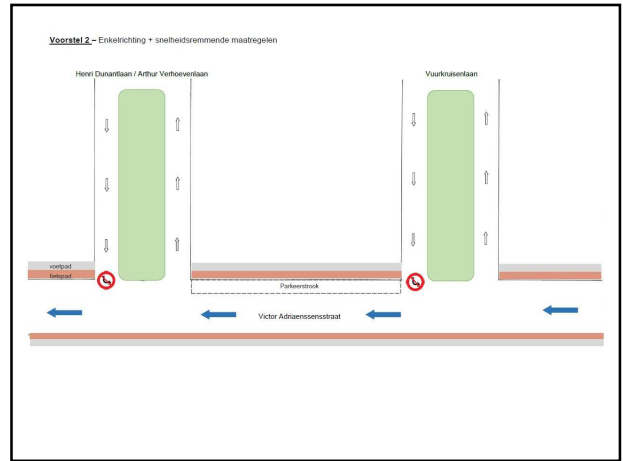 Voorstel 2 – Enkelrichting + snelheidsremmende maatregelen
Henri Dunantlaan / Arthur Verhoevenlaan
Vuurkruisenlaan
voetpad
fietspad
Parkeerstrook
Victor Adriaenssensstraat